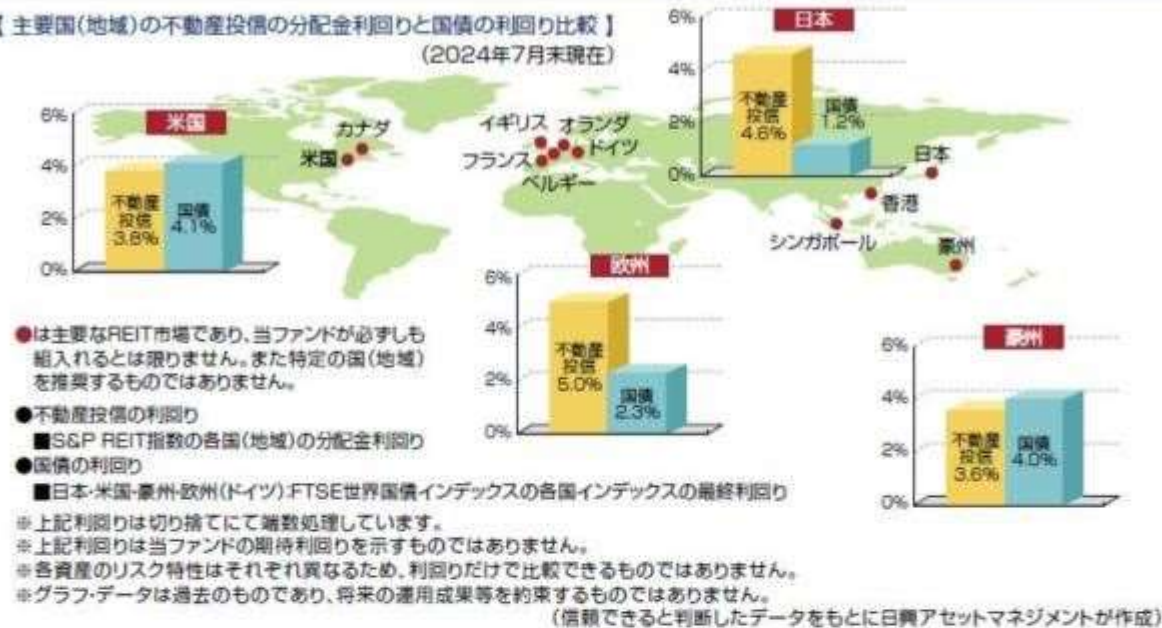 【 主要国(地域)の不動産投信の分配金利回りと国債の利回り比較 】
(2024年7月末現在)
6%
4%
2%
0%
米国
不動産
投信
3.8%
国債
4.1%
カナダ
米国
イギリス
オランダ
フランス
ドイツ
ベルギー
6%
4%
2%
0%
日本
不動産
投信
4.6%
国債
1.2%
日本
香港
シンガポール
豪州
6%
4%
2%
0%
欧州
不動産
投信
5.0%
国債
2.3%
6%
4%
2%
0%
豪州
不動産
投信
3.6%
国債
4.0%
●は主要なREIT市場であり、当ファンドが必ずしも
組入れるとは限りません。また特定の国(地域)
を推奨するものではありません。
●不動産投信の利回り
■S&P REIT指数の各国(地域)の分配金利回り
●国債の利回り
■日本・米国・豪州・欧州(ドイツ):FTSE世界国債インデックスの各国インデックスの最終利回り
※上記利回りは切り捨てにて端数処理しています。
※上記利回りは当ファンドの期待利回りを示すものではありません。
※各資産のリスク特性はそれぞれ異なるため、利回りだけで比較できるものではありません。
※グラフ・データは過去のものであり、将来の運用成果等を約束するものではありません。
(信頼できると判断したデータをもとに日興アセットマネジメントが作成)